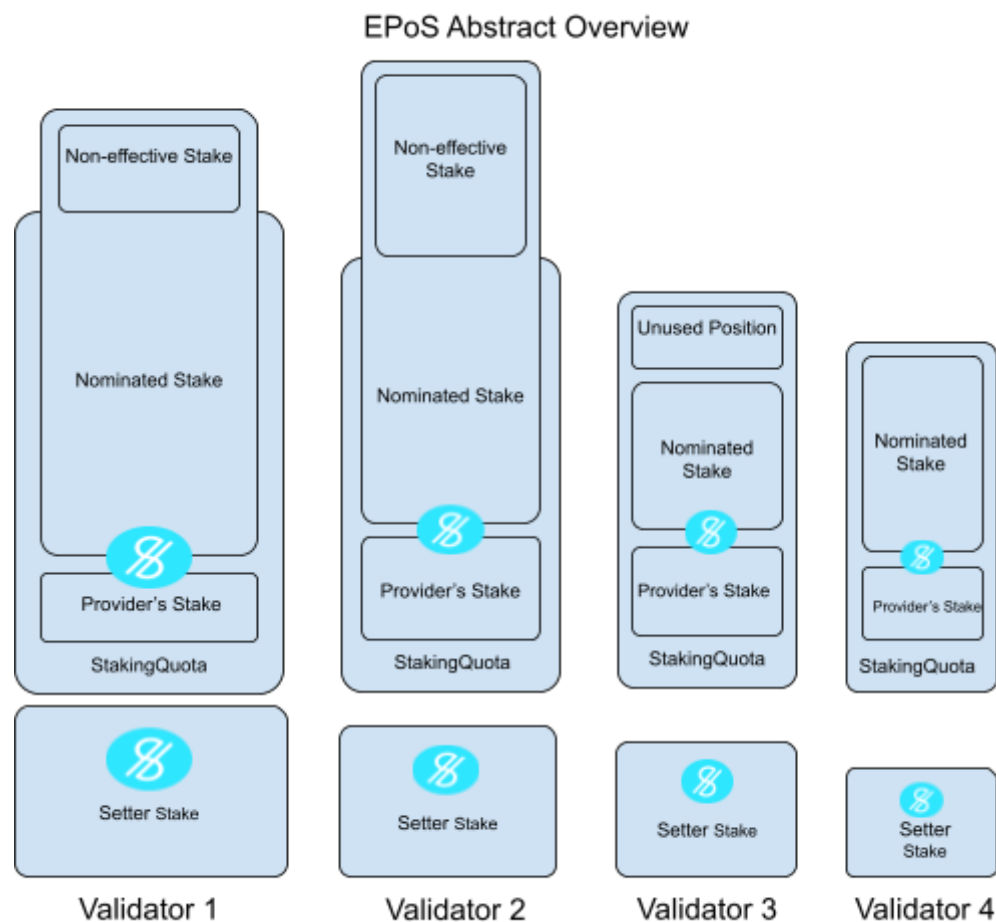 EPoS Abstract Overview
Non-effective Stake
Nominated Stake
Provider's Stake
StakingQuota
Setter Stake
Validator 1
Non-effective
Stake
Nominated Stake
Provider's Stake
StakingQuota
Setter Stake
Validator 2
Unused Position
Nominated
Stake
Provider's Stake
StakingQuota
Setter Stake
Validator 3
Nominated
Stake
Provider's Stake
StakingQuota
Setter
Stake
Validator 4